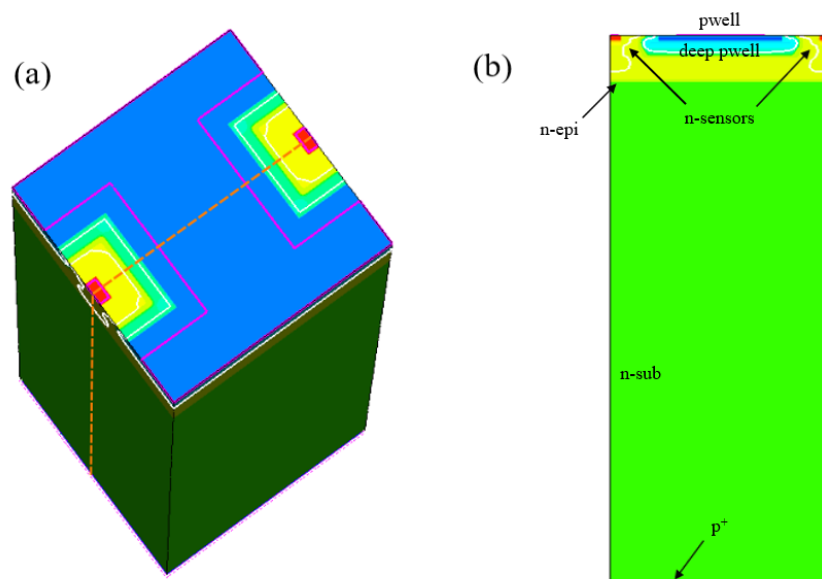 (a)
(b)
pwell
deep pwell
n-epi
n-sensors
n-sub
p+